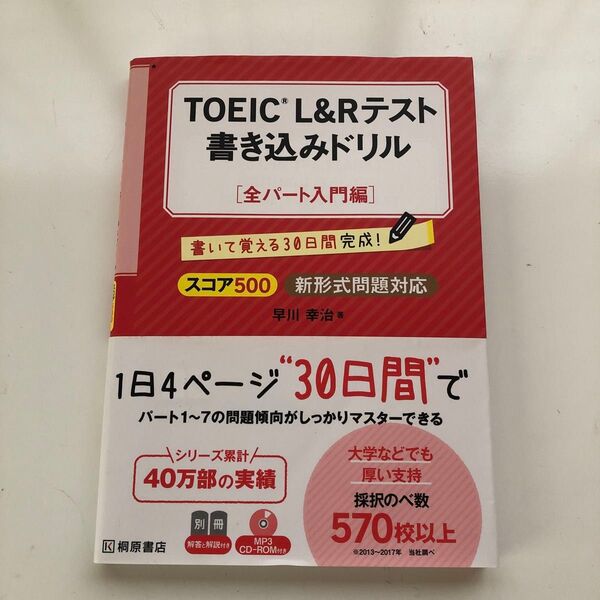 TOEIC® L&Rテスト
書き込みドリル
[全パート入門編]
書いて覚える30日間完成!
スコア500
新形式問題対応
早川 幸治 著
1日4ページ“30日間”で
パート1〜7の問題傾向がしっかりマスターできる
シリーズ累計
40万部の実績
大学などでも
厚い支持
採択のべ数
570校以上
※2013〜2017年 当社調べ
別冊
解答と解説付き
MP3
CD-ROM付き
K 桐原書店